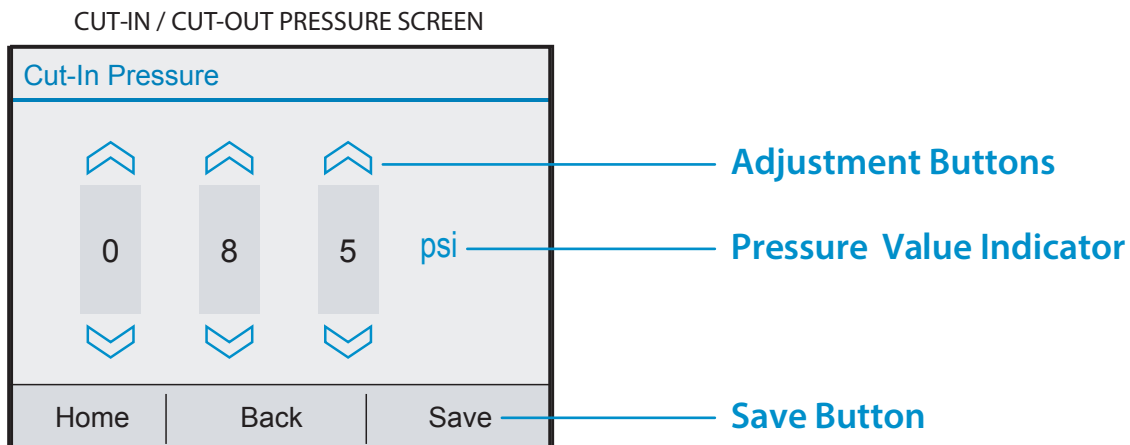 CUT-IN / CUT-OUT PRESSURE SCREEN
Cut-In Pressure
Adjustment Buttons
0 8 5 psi
Pressure Value Indicator
Home Back Save
Save Button